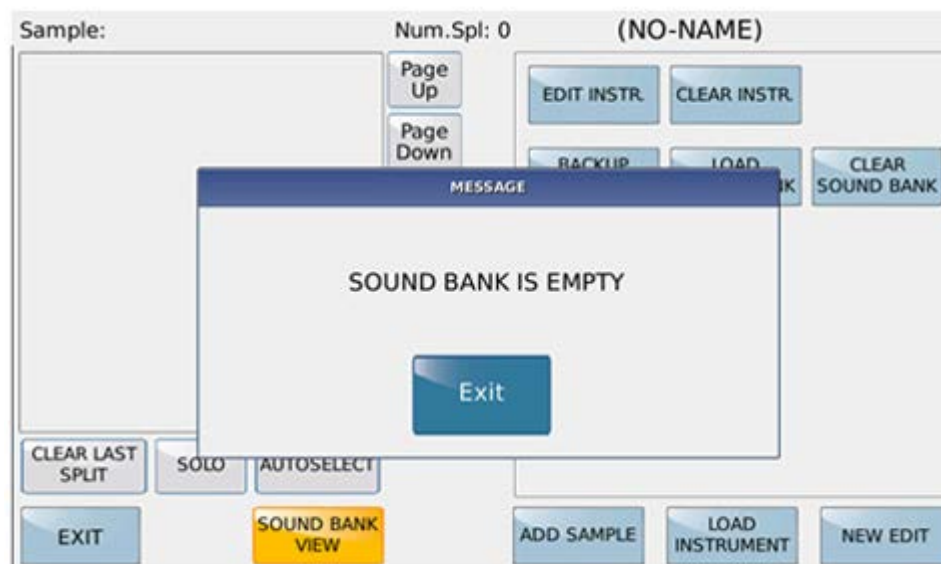 Sample:
Num.Spl: 0
(NO-NAME)
Page
Up
Page
Down
EDIT INSTR.
CLEAR INSTR.
BACKUP
LOAD
CLEAR
SOUND BANK
MESSAGE
SOUND BANK IS EMPTY
Exit
CLEAR LAST
SPLIT
SOLO
AUTOSELECT
EXIT
SOUND BANK
VIEW
ADD SAMPLE
LOAD
INSTRUMENT
NEW EDIT